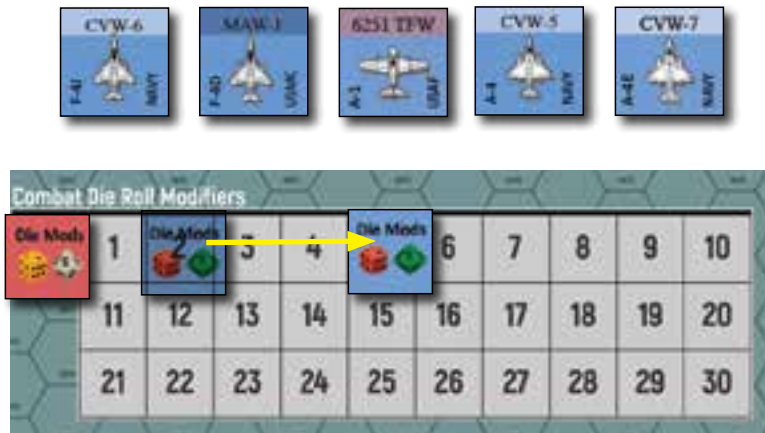 CVW-6
F-4J
NAVY
MAW-1
F-4D
USMC
6251 TFW
A-1
USAF
CVW-5
A-4
NAVY
CVW-7
A-4E
NAVY
Combat Die Roll Modifiers
Die Mods 1 Die Mods 2 3 4 Die Mods 6 7 8 9 10
11 12 13 14 15 16 17 18 19 20
21 22 23 24 25 26 27 28 29 30